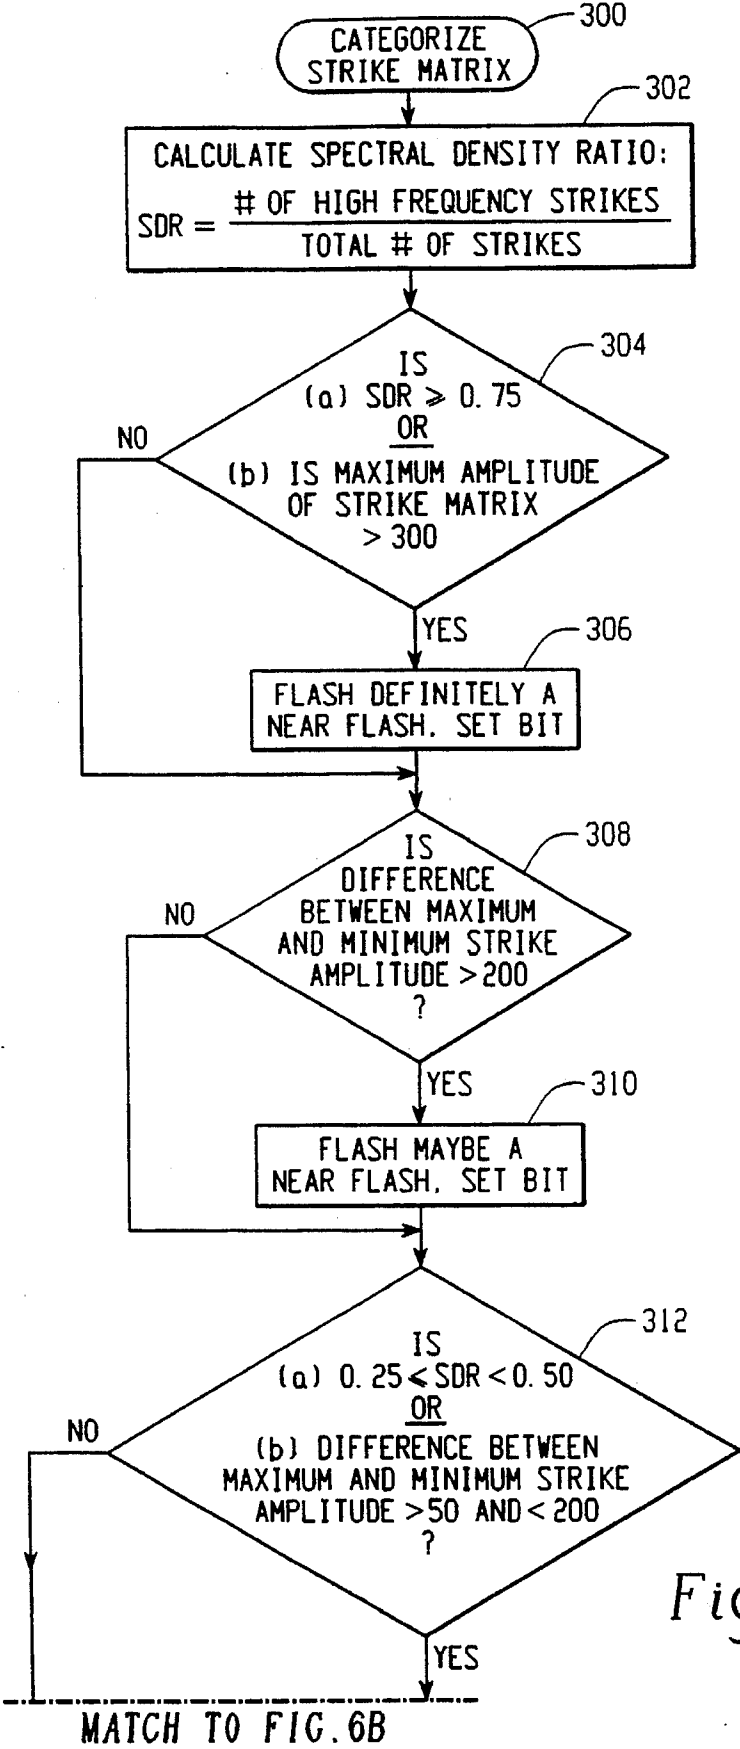 300
CATEGORIZE
STRIKE MATRIX
302
CALCULATE SPECTRAL DENSITY RATIO:
SDR = # OF HIGH FREQUENCY STRIKES
TOTAL # OF STRIKES
304
IS
(a) SDR ⩾ 0.75
OR
(b) IS MAXIMUM AMPLITUDE
OF STRIKE MATRIX
> 300
NO
YES
306
FLASH DEFINITELY A
NEAR FLASH. SET BIT
308
IS
DIFFERENCE
BETWEEN MAXIMUM
AND MINIMUM STRIKE
AMPLITUDE > 200
?
NO
YES
310
FLASH MAYBE A
NEAR FLASH. SET BIT
312
IS
(a) 0.25 ⩽ SDR < 0.50
OR
(b) DIFFERENCE BETWEEN
MAXIMUM AND MINIMUM STRIKE
AMPLITUDE > 50 AND < 200
?
NO
YES
MATCH TO FIG.6B